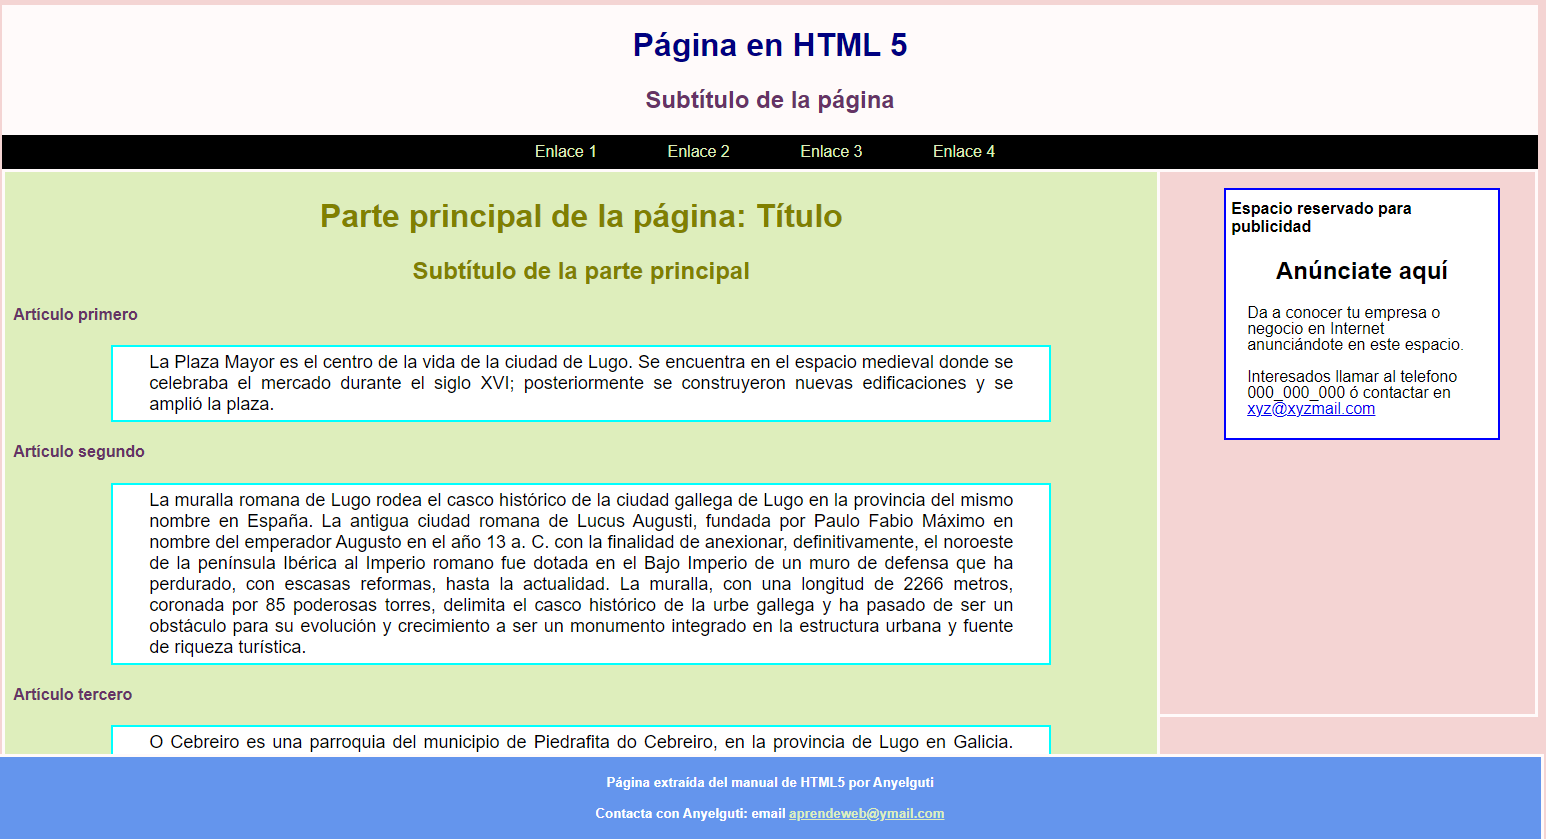 Página en HTML 5
Subtítulo de la página
Enlace 1 Enlace 2 Enlace 3 Enlace 4
Parte principal de la página: Título
Subtítulo de la parte principal
Artículo primero
La Plaza Mayor es el centro de la vida de la ciudad de Lugo. Se encuentra en el espacio medieval donde se
celebraba el mercado durante el siglo XVI; posteriormente se construyeron nuevas edificaciones y se
amplió la plaza.
Artículo segundo
La muralla romana de Lugo rodea el casco histórico de la ciudad gallega de Lugo en la provincia del mismo
nombre en España. La antigua ciudad romana de Lucus Augusti, fundada por Paulo Fabio Máximo en
nombre del emperador Augusto en el año 13 a. C. con la finalidad de anexionar, definitivamente, el noroeste
de la península Ibérica al Imperio romano fue dotada en el Bajo Imperio de un muro de defensa que ha
perdurado, con escasas reformas, hasta la actualidad. La muralla, con una longitud de 2266 metros,
coronada por 85 poderosas torres, delimita el casco histórico de la urbe gallega y ha pasado de ser un
obstáculo para su evolución y crecimiento a ser un monumento integrado en la estructura urbana y fuente
de riqueza turística.
Artículo tercero
O Cebreiro es una parroquia del municipio de Piedrafita do Cebreiro, en la provincia de Lugo en Galicia.
Espacio reservado para
publicidad
Anúnciate aquí
Da a conocer tu empresa o
negocio en Internet
anunciándote en este espacio.
Interesados llamar al telefono
000_000_000 ó contactar en
xyz@xyzmail.com
Página extraída del manual de HTML5 por Anyelguti
Contacta con Anyelguti: email aprendeweb@ymail.com